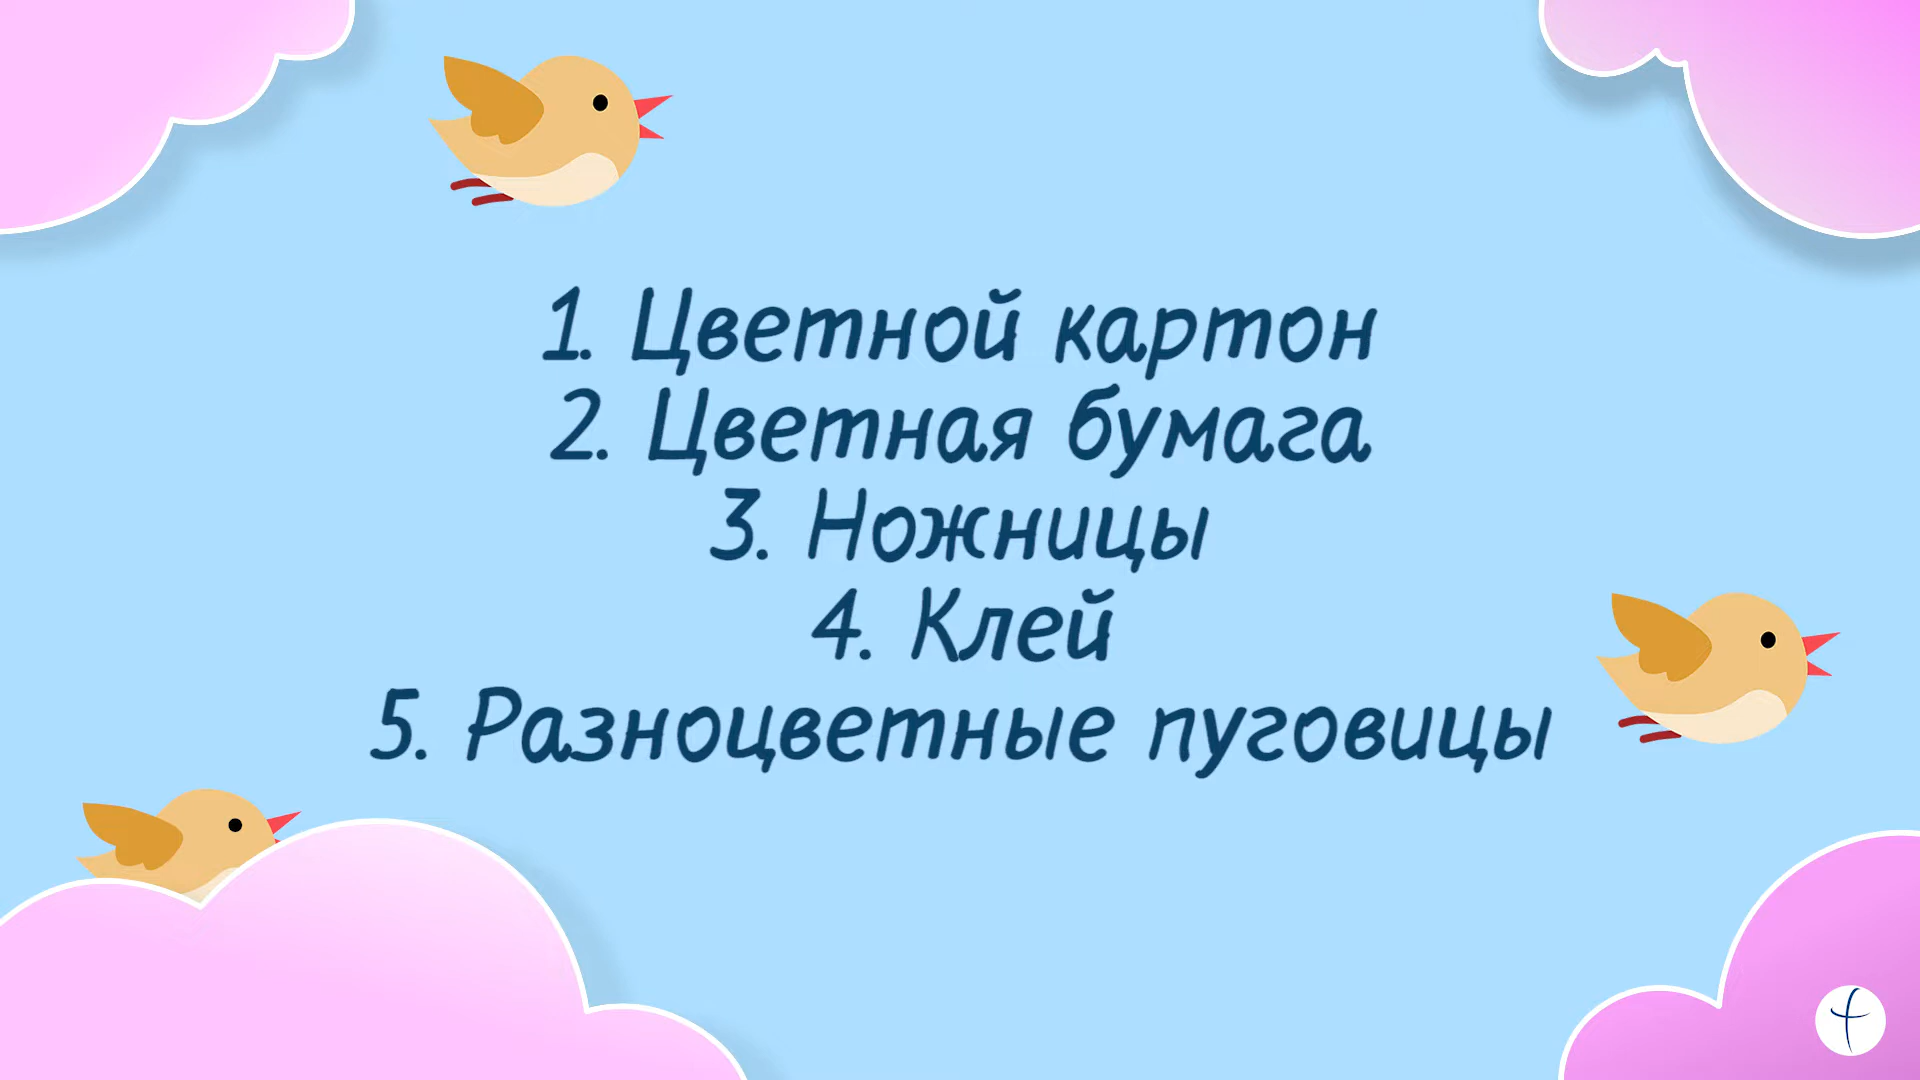 1. Цветной картон
2. Цветная бумага
3. Ножницы
4. Клей
5. Разноцветные пуговицы